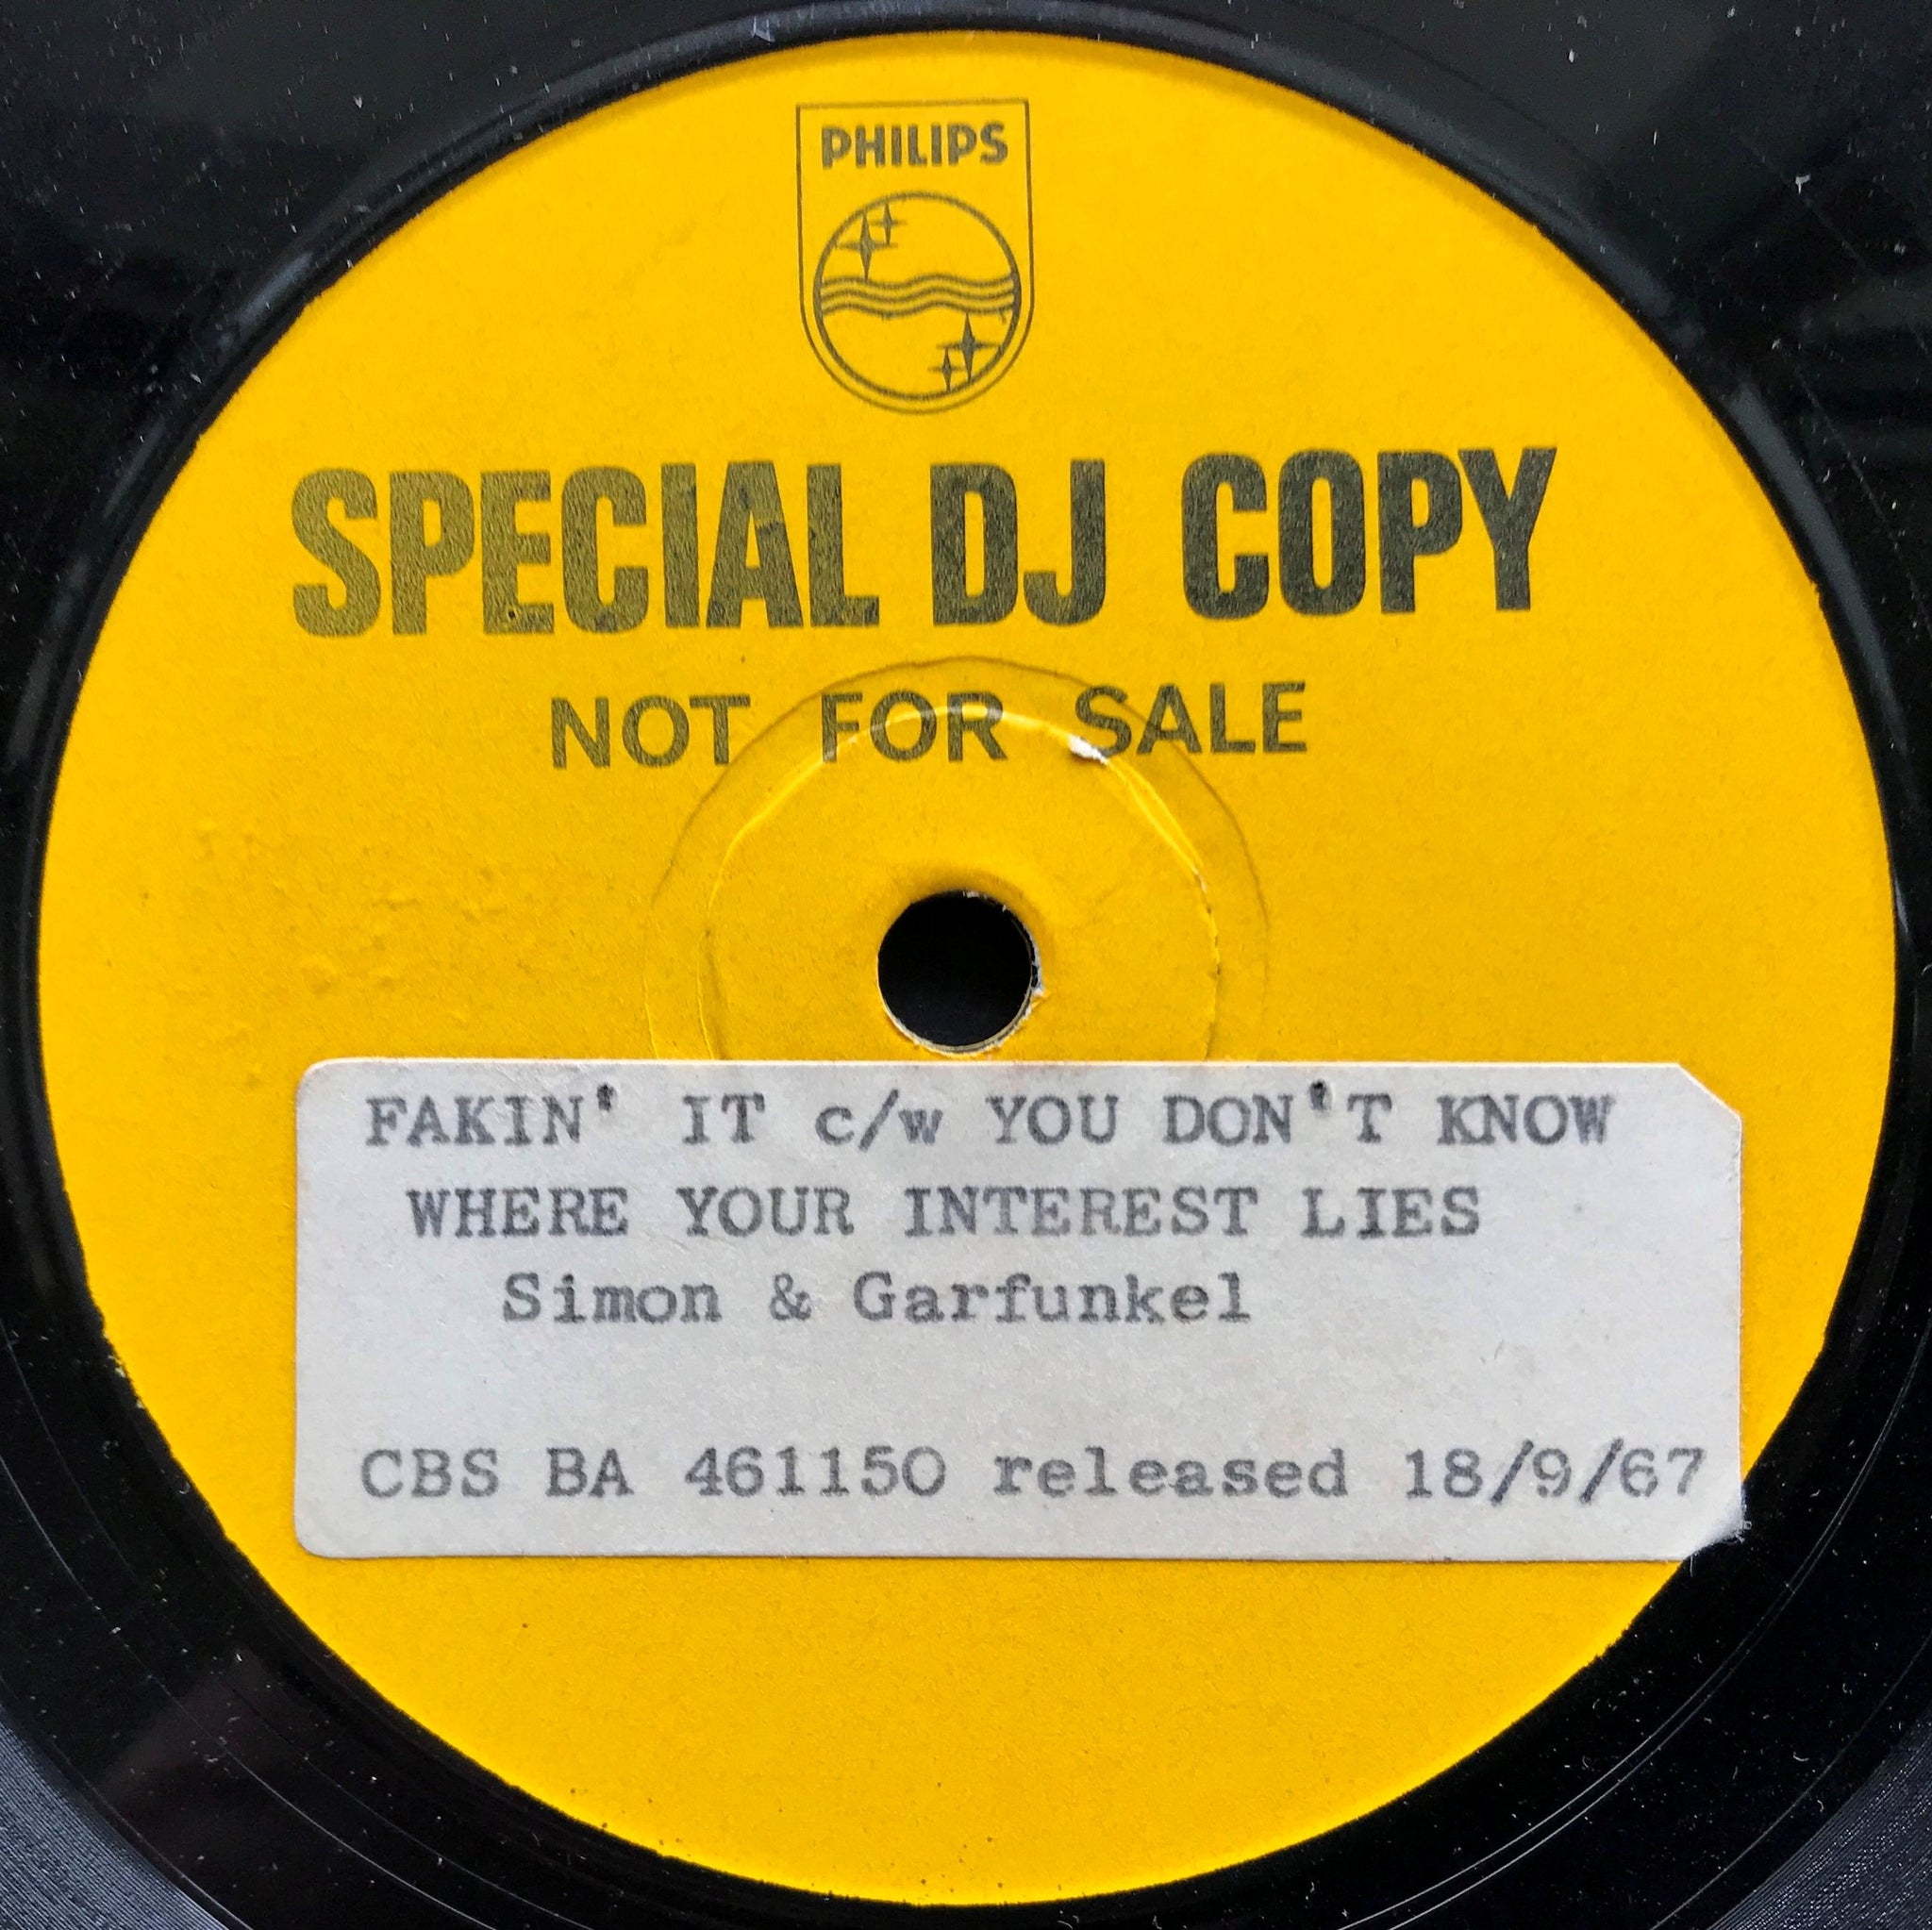 PHILIPS
SPECIAL DJ COPY
NOT FOR SALE
FAKIN' IT c/w YOU DON'T KNOW
WHERE YOUR INTEREST LIES
Simon & Garfunkel
CBS BA 461150 released 18/9/67